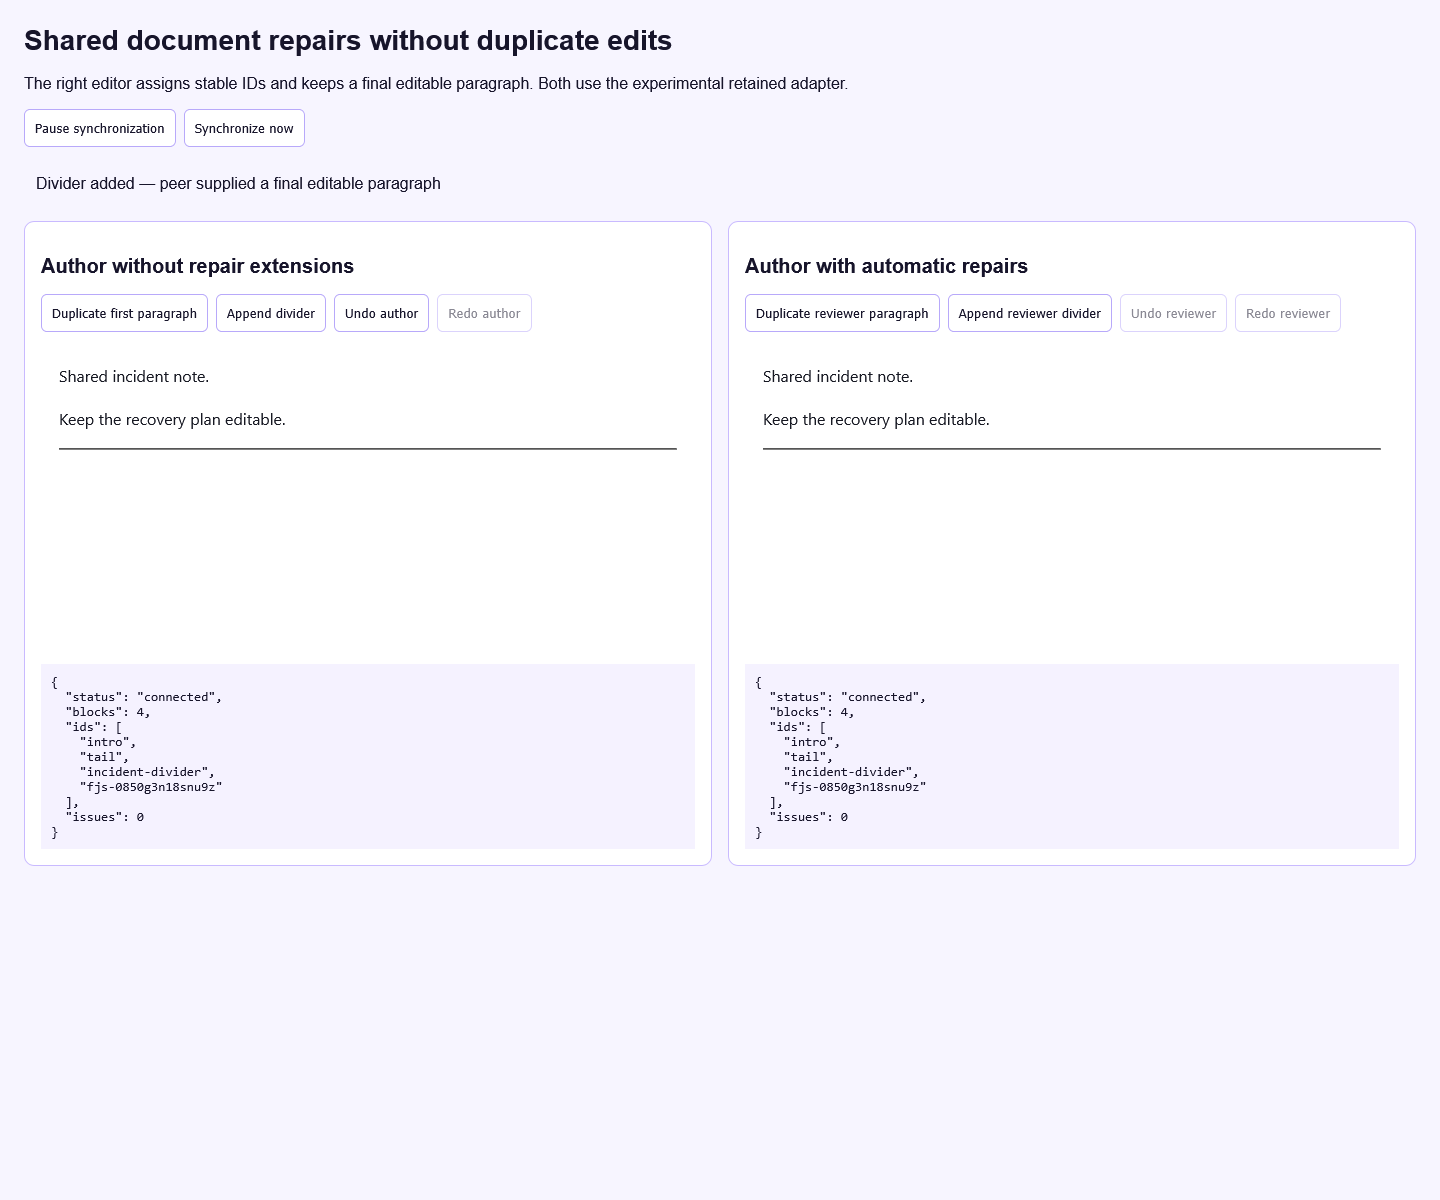 Shared document repairs without duplicate edits
The right editor assigns stable IDs and keeps a final editable paragraph. Both use the experimental retained adapter.
Pause synchronization
Synchronize now
Divider added — peer supplied a final editable paragraph
Author without repair extensions
Duplicate first paragraph
Append divider
Undo author
Redo author
Shared incident note.
Keep the recovery plan editable.
{
"status": "connected",
"blocks": 4,
"ids": [
"intro",
"tail",
"incident-divider",
"fjs-0850g3n18snu9z"
],
"issues": 0
}
Author with automatic repairs
Duplicate reviewer paragraph
Append reviewer divider
Undo reviewer
Redo reviewer
Shared incident note.
Keep the recovery plan editable.
{
"status": "connected",
"blocks": 4,
"ids": [
"intro",
"tail",
"incident-divider",
"fjs-0850g3n18snu9z"
],
"issues": 0
}